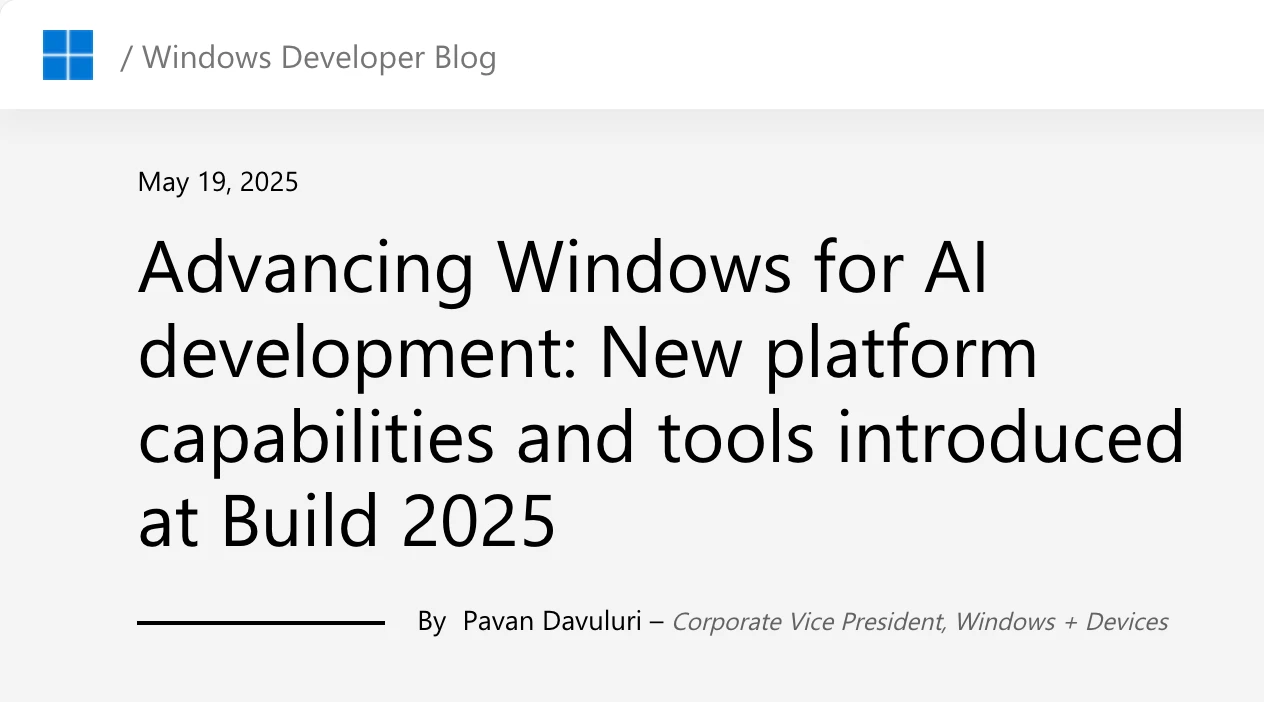 / Windows Developer Blog
May 19, 2025
Advancing Windows for AI
development: New platform
capabilities and tools introduced
at Build 2025
By Pavan Davuluri – Corporate Vice President, Windows + Devices